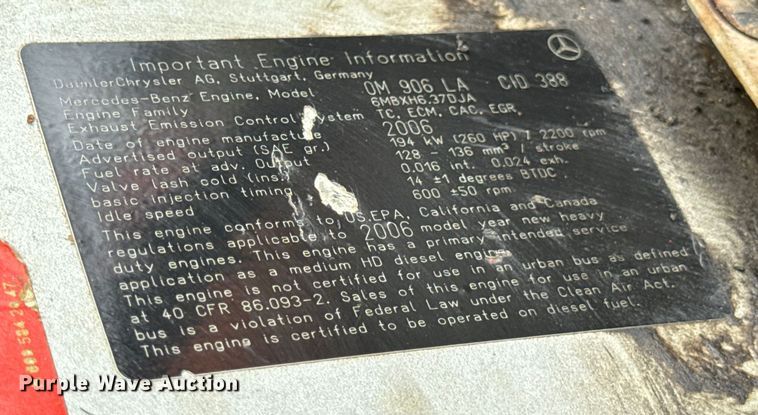 Important Engine Information
DaimlerChrysler AG, Stuttgart, Germany
Mercedes-Benz Engine, Model OM 906 LA CID 388
Engine Family 6MBXH6.37DJA
Exhaust Emission Control System TC, ECM, CAC, EGR,
Date of engine manufacture 2006
Advertised output (SAE gr.) 194 kW (260 HP) / 2200 rpm
Fuel rate at adv. Output 128 - 136 mm³ / stroke
Valve lash cold (ins) 0.016 int. 0.024 exh.
basic injection timing 14 ±1 degrees BTDC
Idle speed 600 ±50 rpm
This engine conforms to US.EPA, California and Canada
regulations applicable to 2006 model year new heavy
duty engines. This engine has a primary intended service
application as a medium HD diesel engine.
This engine is not certified for use in an urban bus as defined
at 40 CFR 86.093-2. Sales of this engine for use in an urban
bus is a violation of Federal Law under the Clean Air Act.
This engine is certified to be operated on diesel fuel.
Purple Wave Auction